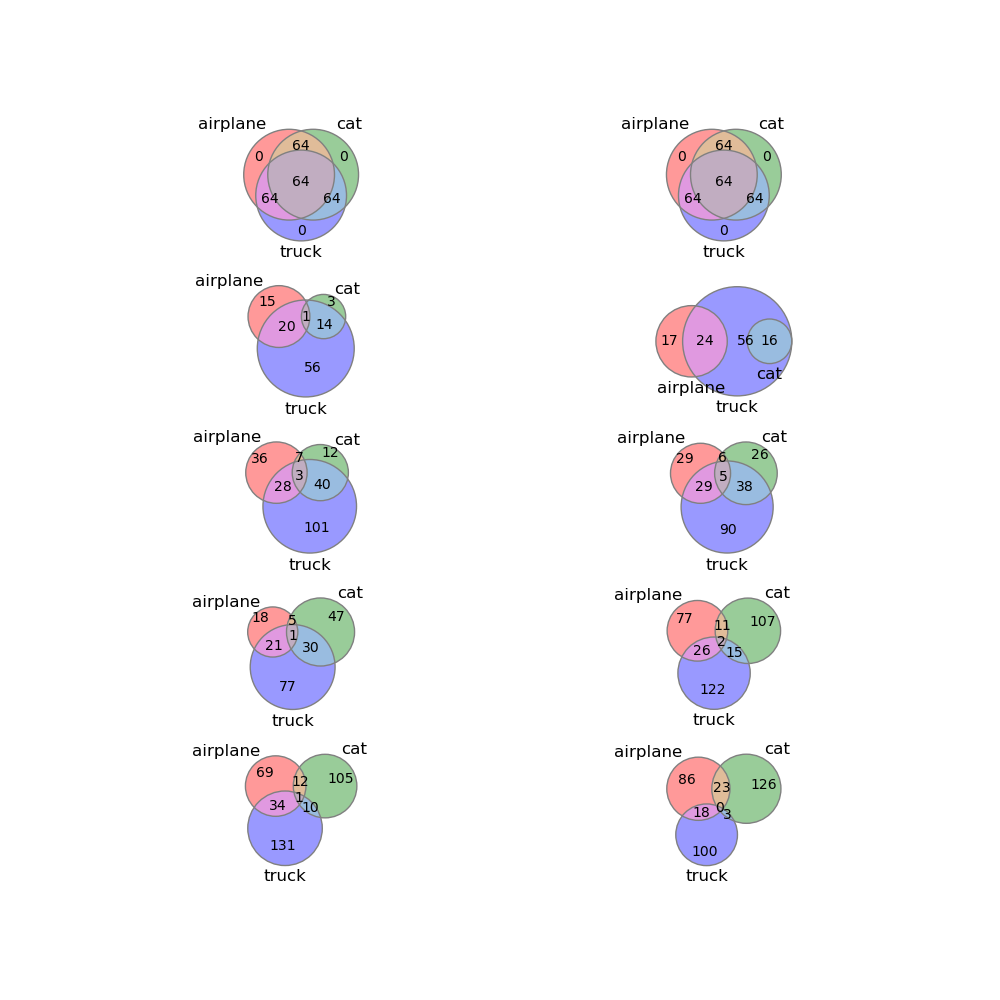 airplane cat
0 64 0
64
64 64
0
truck
airplane cat
0 64 0
64
64 64
0
truck
airplane
cat
15 3
1
20 14
56
truck
17 24 56 16
cat
airplane
truck
airplane
cat
36 7 12
3
28 40
101
truck
airplane cat
29 6 26
5
29 38
90
truck
airplane cat
18 5 47
1
21 30
77
truck
airplane cat
77 11 107
2
26 15
122
truck
airplane cat
69 12 105
1
34 10
131
truck
airplane cat
86 23 126
0
18 3
100
truck